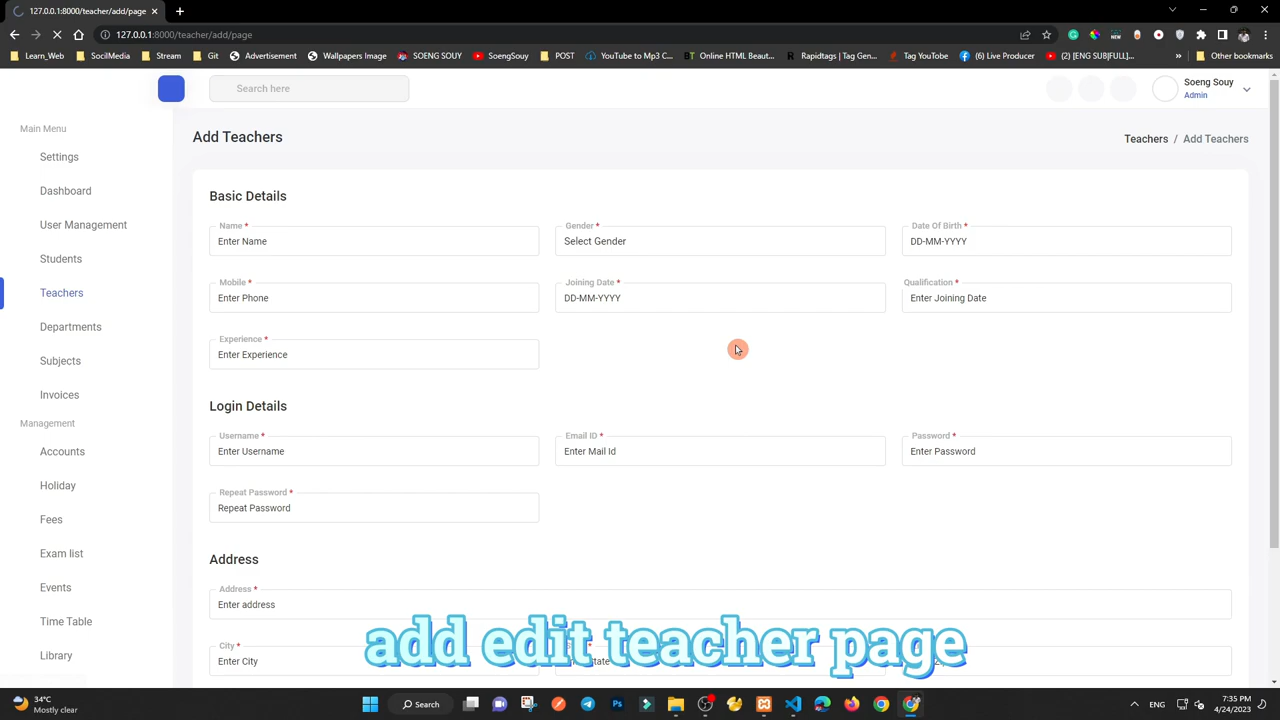 127.0.0.1:8000/teacher/add/page
127.0.0.1:8000/teacher/add/page
Learn_Web SocilMedia Stream Git Advertisement Wallpapers Image SOENG SOUY SoengSouy POST YouTube to Mp3 C... Online HTML Beaut... Rapidtags | Tag Gen... Tag YouTube (6) Live Producer (1) [ENG SUB|FULL]... » Other bookmarks
Search here
Soeng Souy
Admin
Main Menu
Settings
Dashboard
User Management
Students
Teachers
Departments
Subjects
Invoices
Management
Accounts
Holiday
Fees
Exam list
Events
Time Table
Library
Add Teachers
Teachers / Add Teachers
Basic Details
Name * Gender * Date Of Birth *
Enter Name Select Gender DD-MM-YYYY
Mobile * Joining Date * Qualification *
Enter Phone DD-MM-YYYY Enter Joining Date
Experience *
Enter Experience
Login Details
Username * Email ID * Password *
Enter Username Enter Mail Id Enter Password
Repeat Password *
Repeat Password
Address
Address *
Enter address
City *
Enter City
add edit teacher page
34°C
Mostly clear
Search
ENG
7:35 PM
4/24/2023